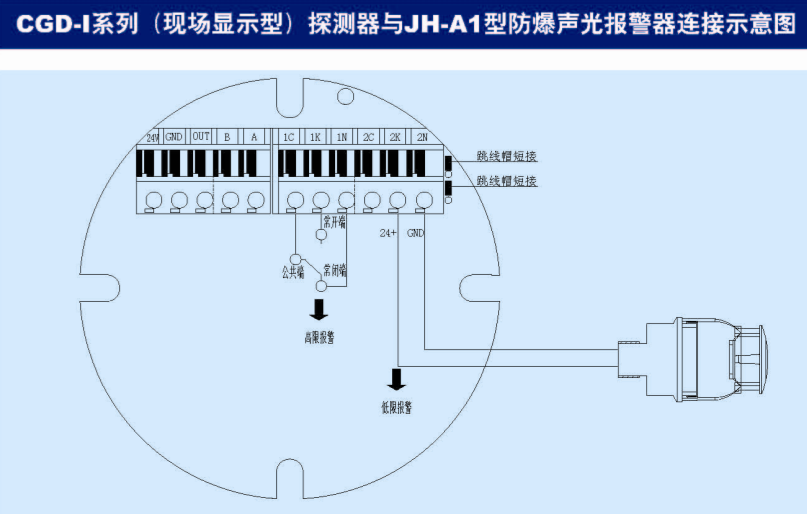 CGD-I系列（现场显示型）探测器与JH-A1型防爆声光报警器连接示意图
24V GND OUT B A 1C 1K 1N 2C 2K 2N
跳线帽短接
跳线帽短接
常开端
24+ GND
公共端 常闭端
高限报警
低限报警